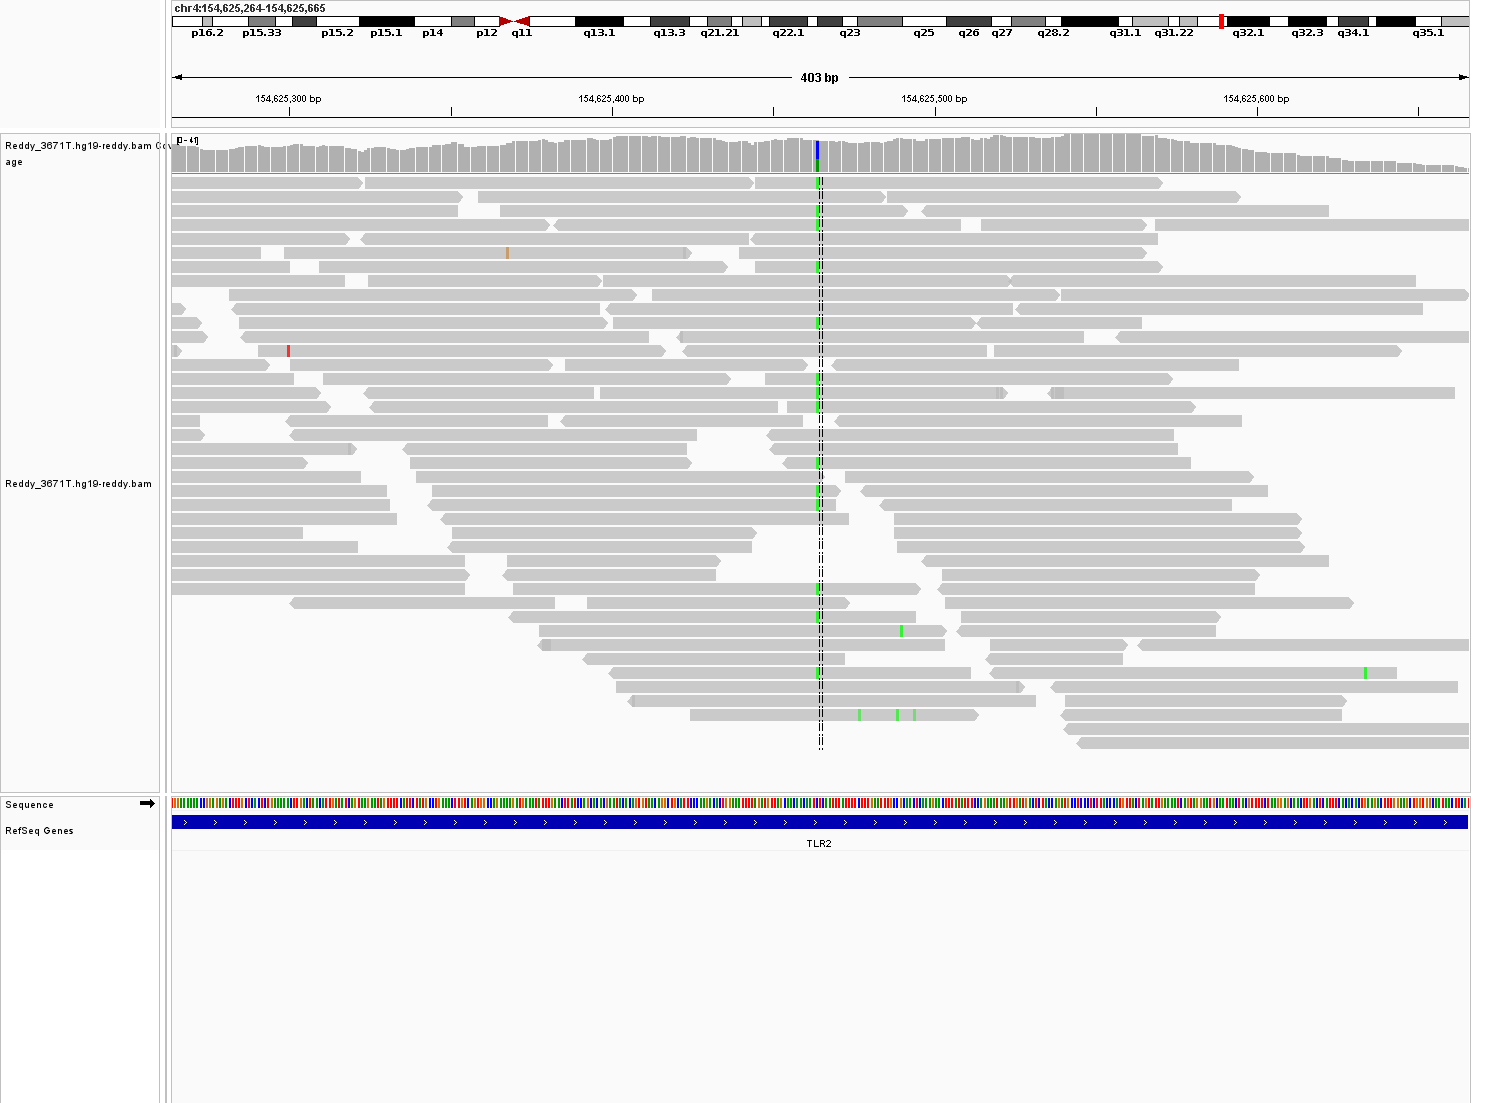 chr4:154,625,264-154,625,665
p16.2 p15.33 p15.2 p15.1 p14 p12 q11 q13.1 q13.3 q21.21 q22.1 q23 q25 q26 q27 q28.2 q31.1 q31.22 q32.1 q32.3 q34.1 q35.1
403 bp
154,625,300 bp 154,625,400 bp 154,625,500 bp 154,625,600 bp
[0 - 41]
Reddy_3671T.hg19-reddy.bam Cov
age
Reddy_3671T.hg19-reddy.bam
Sequence
RefSeq Genes
TLR2